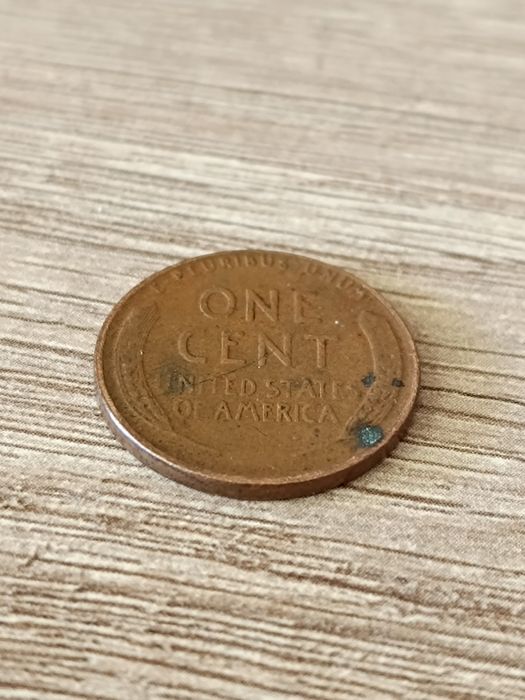 E PLURIBUS UNUM
ONE
CENT
UNITED STATES
OF AMERICA